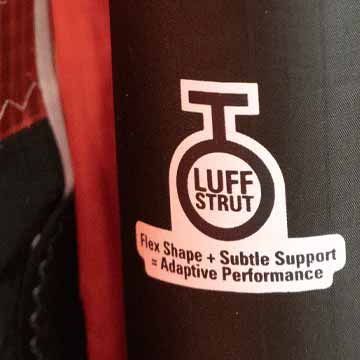 LUFF
STRUT
Flex Shape + Subtle Support
= Adaptive Performance